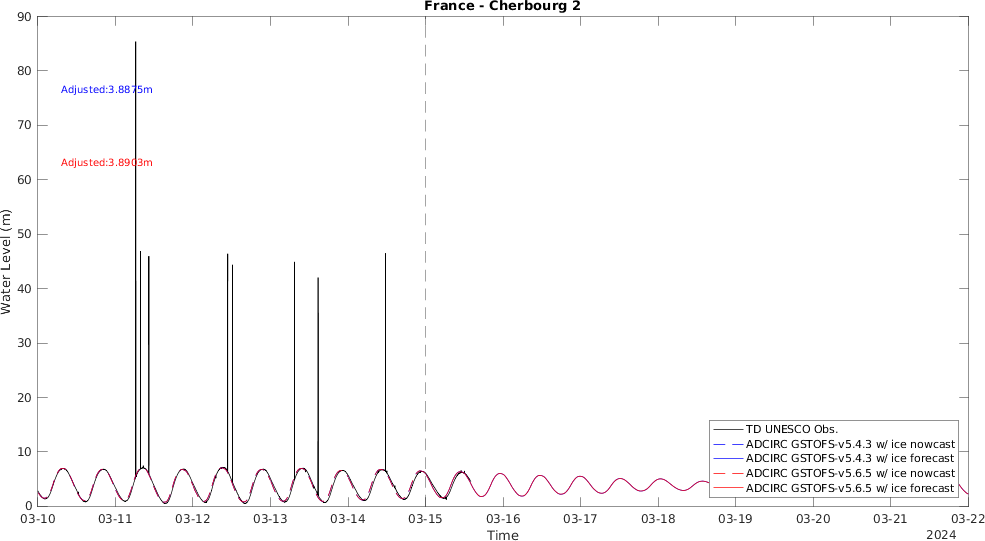 France - Cherbourg 2
90
80
70
60
50
40
30
20
10
0
Water Level (m)
Adjusted:3.8875m
Adjusted:3.8903m
TD UNESCO Obs.
ADCIRC GSTOFS-v5.4.3 w/ ice nowcast
ADCIRC GSTOFS-v5.4.3 w/ ice forecast
ADCIRC GSTOFS-v5.6.5 w/ ice nowcast
ADCIRC GSTOFS-v5.6.5 w/ ice forecast
03-10 03-11 03-12 03-13 03-14 03-15 03-16 03-17 03-18 03-19 03-20 03-21 03-22
Time
2024